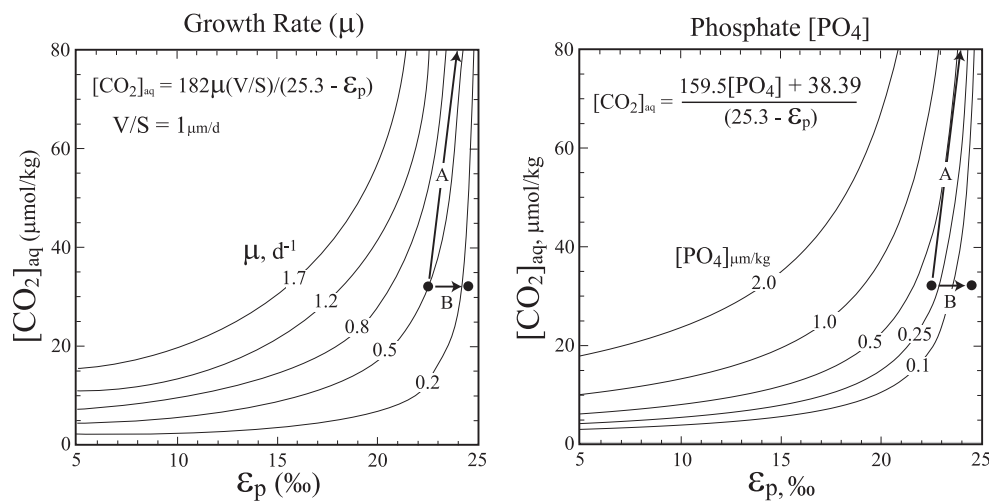 Growth Rate (μ)
[CO₂]aq = 182μ(V/S)/(25.3 - εp)
V/S = 1μm/d
A
B
μ, d⁻¹
1.7
1.2
0.8
0.5
0.2
80
60
40
20
0
5
10
15
20
25
[CO₂]aq (μmol/kg)
εp (‰)
Phosphate [PO₄]
[CO₂]aq = 159.5[PO₄] + 38.39
(25.3 - εp)
A
B
[PO₄]μm/kg
2.0
1.0
0.5
0.25
0.1
80
60
40
20
0
5
10
15
20
25
[CO₂]aq, μmol/kg
εp, ‰